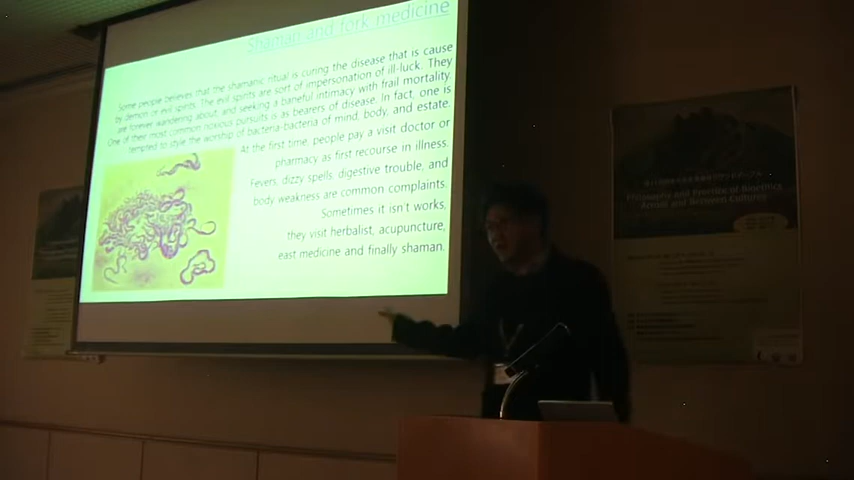 Shaman and fork medicine
Some people believes that the shamanic ritual is curing the disease that is cause
by demon or evil spirits. The evil spirits are sort of impersonation of ill-luck. They
are forever wandering about, and seeking a baneful intimacy with frail mortality.
One of their most common noxious pursuits is as bearers of disease. In fact, one is
tempted to style the worship of bacteria-bacteria of mind, body, and estate.
At the first time, people pay a visit doctor or
pharmacy as first recourse in illness.
Fevers, dizzy spells, digestive trouble, and
body weakness are common complaints.
Sometimes it isn't works,
they visit herbalist, acupuncture,
east medicine and finally shaman.
Philosophy and Practice of Bioethics
Across and Between Cultures